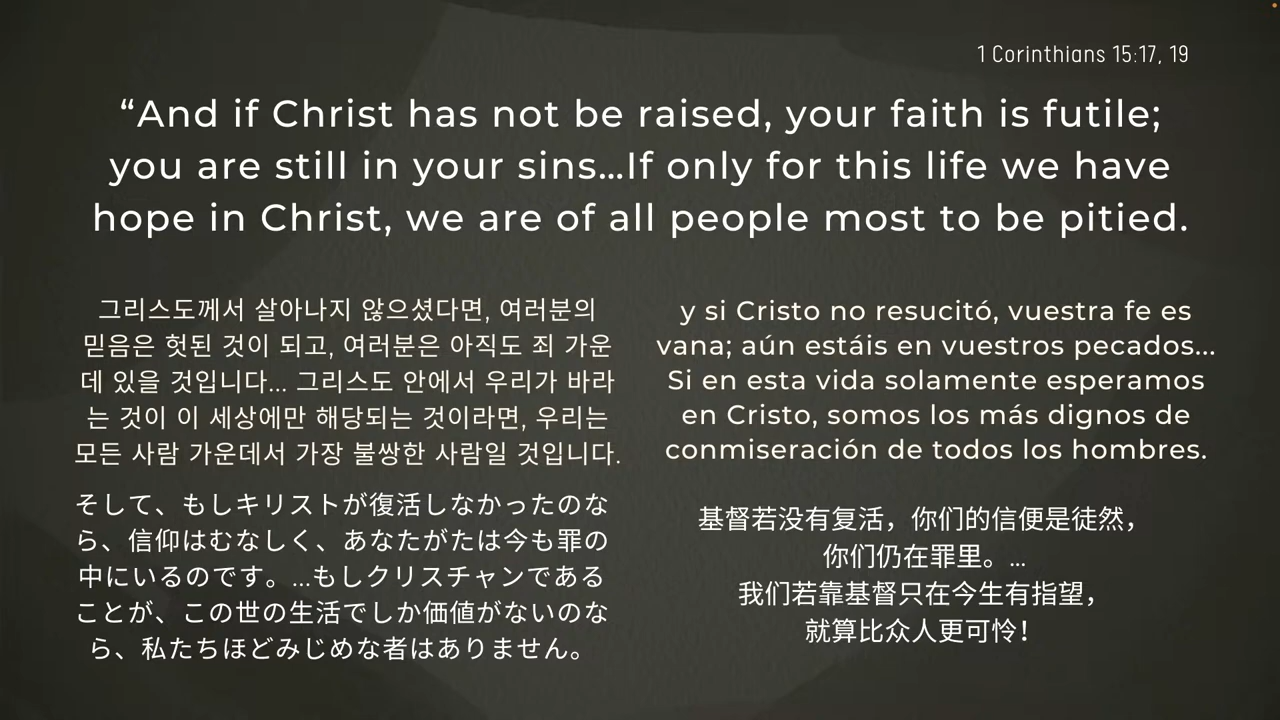 1 Corinthians 15:17, 19
“And if Christ has not be raised, your faith is futile;
you are still in your sins...If only for this life we have
hope in Christ, we are of all people most to be pitied.
그리스도께서 살아나지 않으셨다면, 여러분의
믿음은 헛된 것이 되고, 여러분은 아직도 죄 가운
데 있을 것입니다... 그리스도 안에서 우리가 바라
는 것이 이 세상에만 해당되는 것이라면, 우리는
모든 사람 가운데서 가장 불쌍한 사람일 것입니다.
y si Cristo no resucitó, vuestra fe es
vana; aún estáis en vuestros pecados...
Si en esta vida solamente esperamos
en Cristo, somos los más dignos de
conmiseración de todos los hombres.
そして、もしキリストが復活しなかったのな
ら、信仰はむなしく、あなたがたは今も罪の
中にいるのです。...もしクリスチャンである
ことが、この世の生活でしか価値がないのな
ら、私たちほどみじめな者はありません。
基督若没有复活，你们的信便是徒然，
你们仍在罪里。...
我们若靠基督只在今生有指望，
就算比众人更可怜！